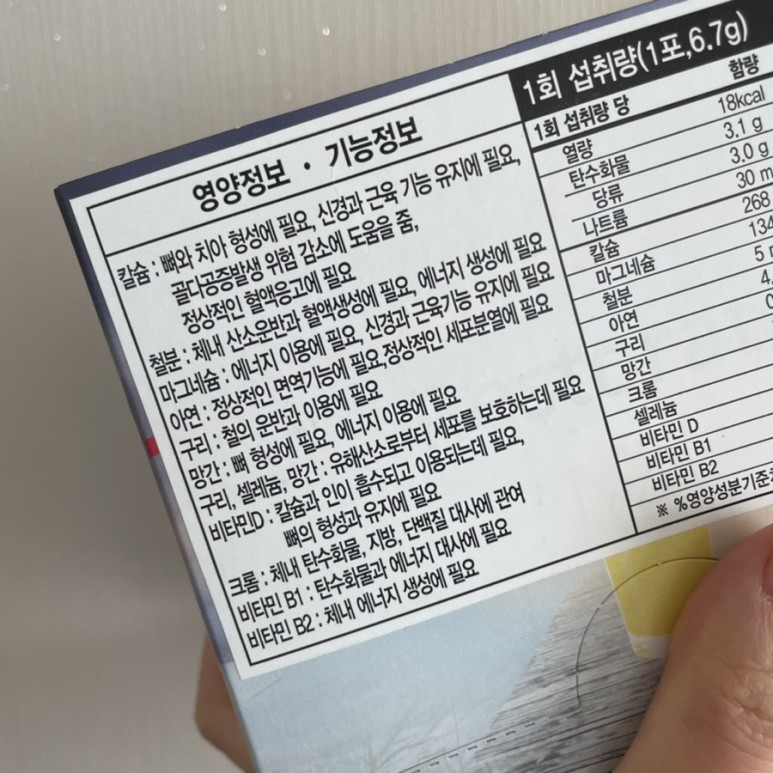 영양정보 · 기능정보
칼슘 : 뼈와 치아 형성에 필요, 신경과 근육 기능 유지에 필요,
골다공증발생 위험 감소에 도움을 줌,
정상적인 혈액응고에 필요
철분 : 체내 산소운반과 혈액생성에 필요, 에너지 생성에 필요
마그네슘 : 에너지 이용에 필요, 신경과 근육기능 유지에 필요
아연 : 정상적인 면역기능에 필요,정상적인 세포분열에 필요
구리 : 철의 운반과 이용에 필요
망간 : 뼈 형성에 필요, 에너지 이용에 필요
구리, 셀레늄, 망간 : 유해산소로부터 세포를 보호하는데 필요
비타민D : 칼슘과 인이 흡수되고 이용되는데 필요,
뼈의 형성과 유지에 필요
크롬 : 체내 탄수화물, 지방, 단백질 대사에 관여
비타민 B1 : 탄수화물과 에너지 대사에 필요
비타민 B2 : 체내 에너지 생성에 필요
1회 섭취량(1포,6.7g)
1회 섭취량 당 함량
열량 18kcal
탄수화물 3.1 g
당류 3.0 g
나트륨 30 m
칼슘 268
마그네슘 134
철분 5
아연 4.
구리
망간
크롬
셀레늄
비타민 D
비타민 B1
비타민 B2
※ %영양성분기준